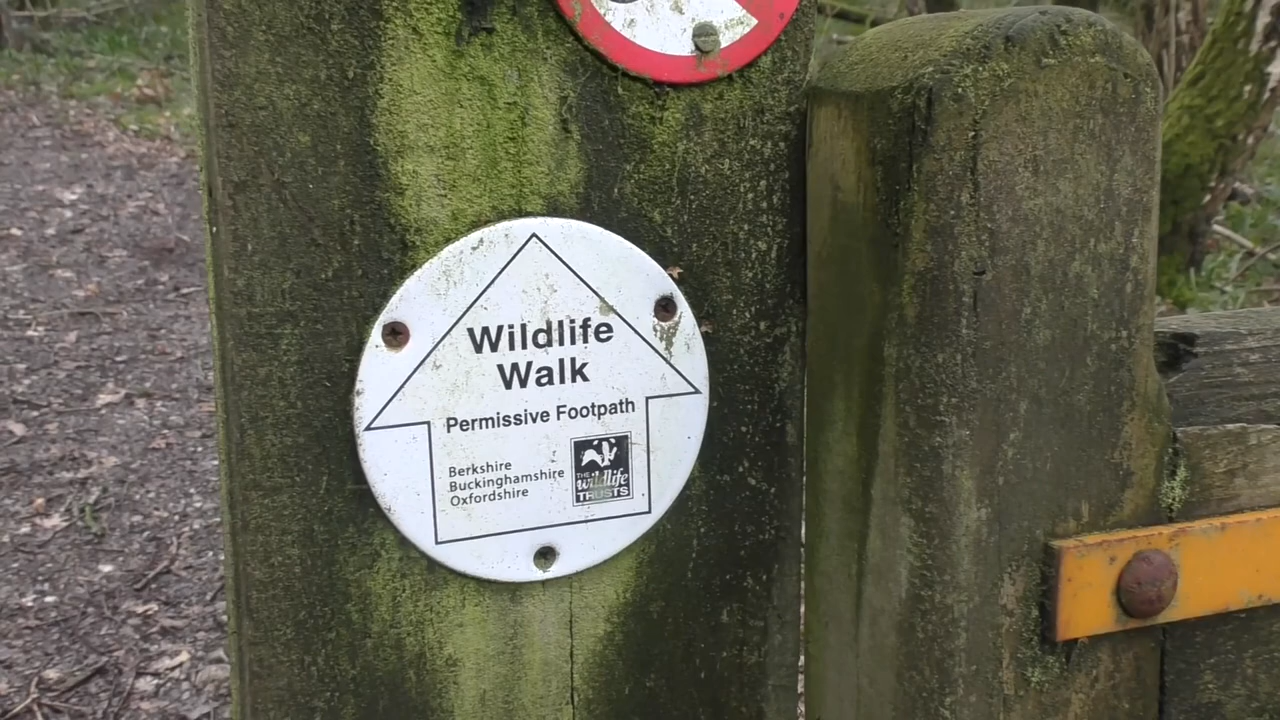 Wildlife
Walk
Permissive Footpath
Berkshire
Buckinghamshire
Oxfordshire
THE
wildlife
TRUSTS